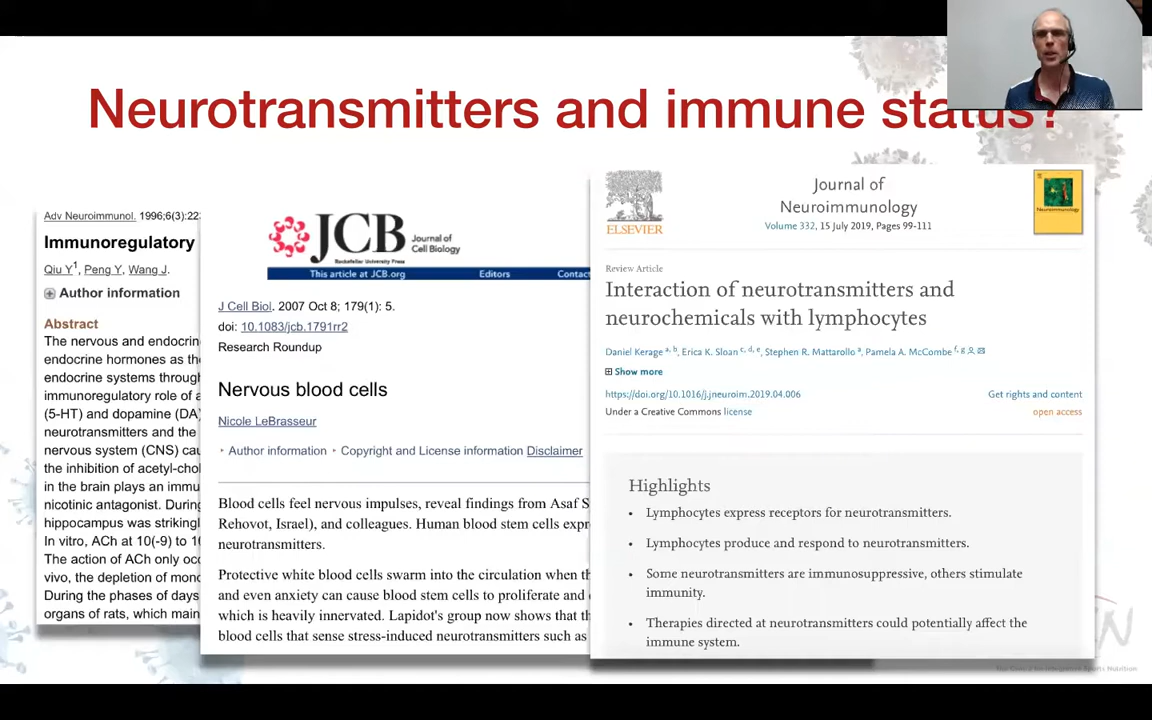 Neurotransmitters and immune status?
Adv Neuroimmunol. 1996;6(3):22
Immunoregulatory
Qiu Y1, Peng Y, Wang J.
Author information
Abstract
The nervous and endocrin
endocrine hormones as the
endocrine systems through
immunoregulatory role of a
(5-HT) and dopamine (DA)
neurotransmitters and the
nervous system (CNS) cau
the inhibition of acetyl-chol
in the brain plays an immu
nicotinic antagonist. During
hippocampus was strikingl
In vitro, ACh at 10(-9) to 10
The action of ACh only occ
vivo, the depletion of mono
During the phases of days
organs of rats, which main
JCB Journal of
Cell Biology
Rockefeller University Press
This article at JCB.org Editors Contac
J Cell Biol. 2007 Oct 8; 179(1): 5.
doi: 10.1083/jcb.1791rr2
Research Roundup
Nervous blood cells
Nicole LeBrasseur
Author information Copyright and License information Disclaimer
Blood cells feel nervous impulses, reveal findings from Asaf S
Rehovot, Israel), and colleagues. Human blood stem cells expr
neurotransmitters.
Protective white blood cells swarm into the circulation when th
and even anxiety can cause blood stem cells to proliferate and
which is heavily innervated. Lapidot's group now shows that th
blood cells that sense stress-induced neurotransmitters such as
ELSEVIER
Journal of
Neuroimmunology
Volume 332, 15 July 2019, Pages 99-111
Neuroimmunology
Review Article
Interaction of neurotransmitters and
neurochemicals with lymphocytes
Daniel Kerage a, b, Erica K. Sloan c, d, e, Stephen R. Mattarollo a, Pamela A. McCombe f, g
Show more
https://doi.org/10.1016/j.jneuroim.2019.04.006 Get rights and content
Under a Creative Commons license open access
Highlights
• Lymphocytes express receptors for neurotransmitters.
• Lymphocytes produce and respond to neurotransmitters.
• Some neurotransmitters are immunosuppressive, others stimulate
immunity.
• Therapies directed at neurotransmitters could potentially affect the
immune system.